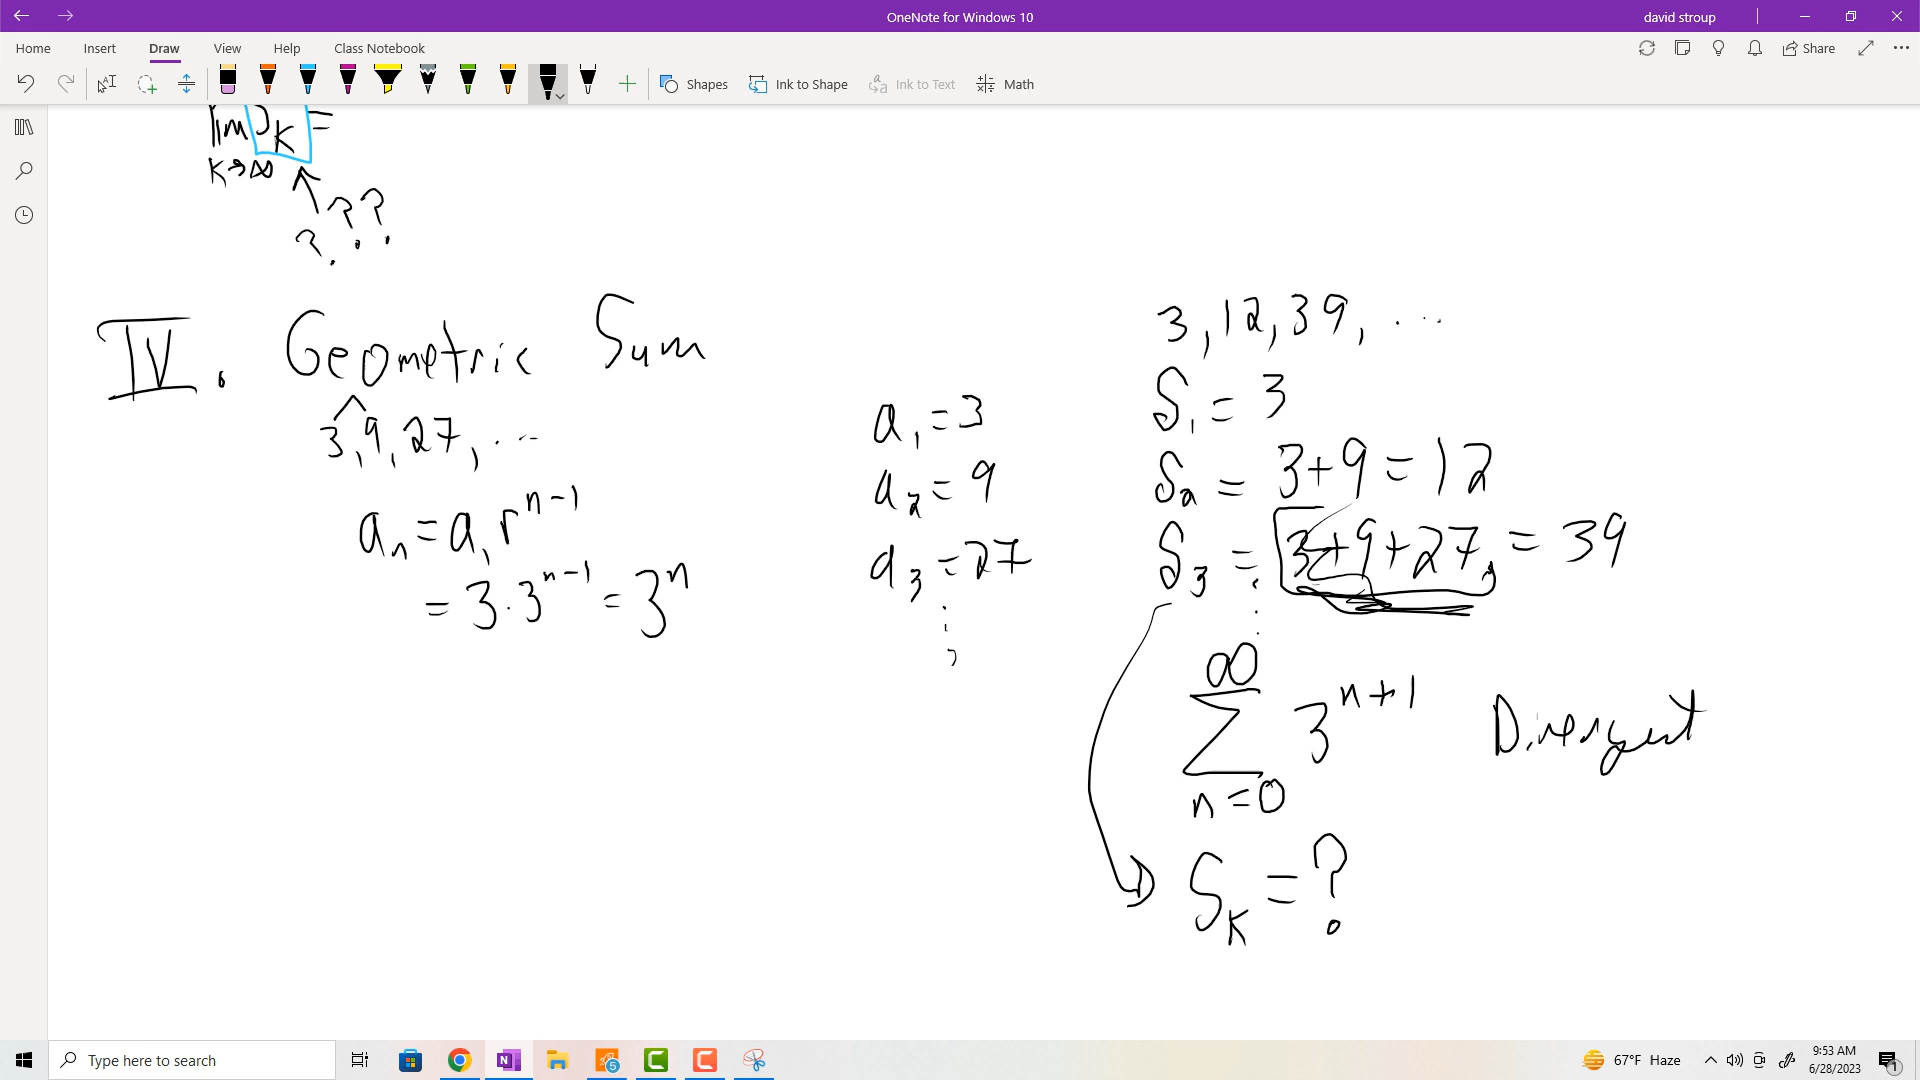 OneNote for Windows 10
david stroup
Home Insert Draw View Help Class Notebook
Share
Shapes Ink to Shape Ink to Text Math
lim S_K =
K→∞
? ? ?
IV. Geometric Sum
3, 9, 27, ...
a_n = a_1 r^{n-1}
= 3·3^{n-1} = 3^n
a_1 = 3
a_2 = 9
a_3 = 27
⋮
3, 12, 39, ...
S_1 = 3
S_2 = 3+9 = 12
S_3 = 3+9+27 = 39
⋮
∞
∑ 3^{n+1} Divergent
n=0
S_K = ?
Type here to search
5
67°F Haze
9:53 AM
6/28/2023
1